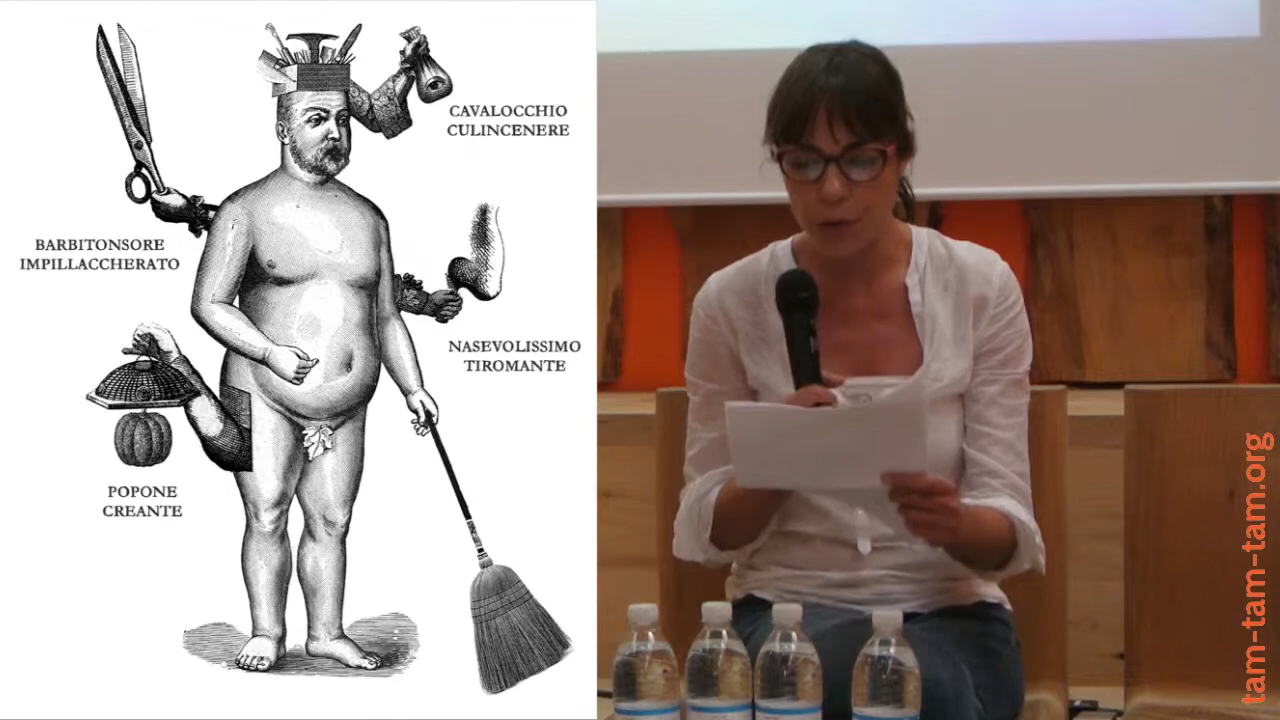 CAVALOCCHIO
CULINCENERE
BARBITONSORE
IMPILLACCHERATO
NASEVOLISSIMO
TIROMANTE
POPONE
CREANTE
tam-tam-tam.org